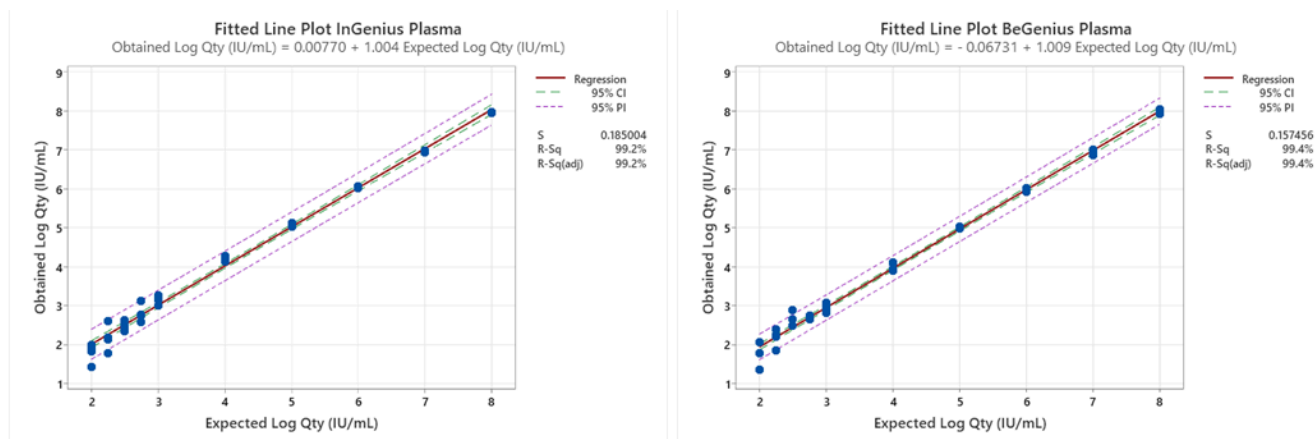 Fitted Line Plot InGenius Plasma
Obtained Log Qty (IU/mL) = 0.00770 + 1.004 Expected Log Qty (IU/mL)
9
8
7
6
5
4
3
2
1
Obtained Log Qty (IU/mL)
2 3 4 5 6 7 8
Expected Log Qty (IU/mL)
Regression
95% CI
95% PI
S 0.185004
R-Sq 99.2%
R-Sq(adj) 99.2%
Fitted Line Plot BeGenius Plasma
Obtained Log Qty (IU/mL) = - 0.06731 + 1.009 Expected Log Qty (IU/mL)
9
8
7
6
5
4
3
2
1
Obtained Log Qty (IU/mL)
2 3 4 5 6 7 8
Expected Log Qty (IU/mL)
Regression
95% CI
95% PI
S 0.157456
R-Sq 99.4%
R-Sq(adj) 99.4%